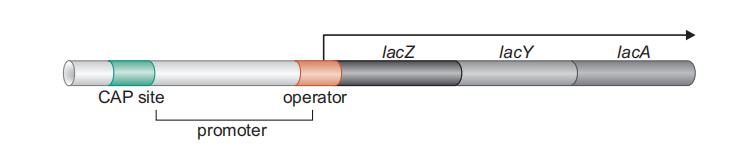 lacZ lacY lacA
CAP site operator
promoter